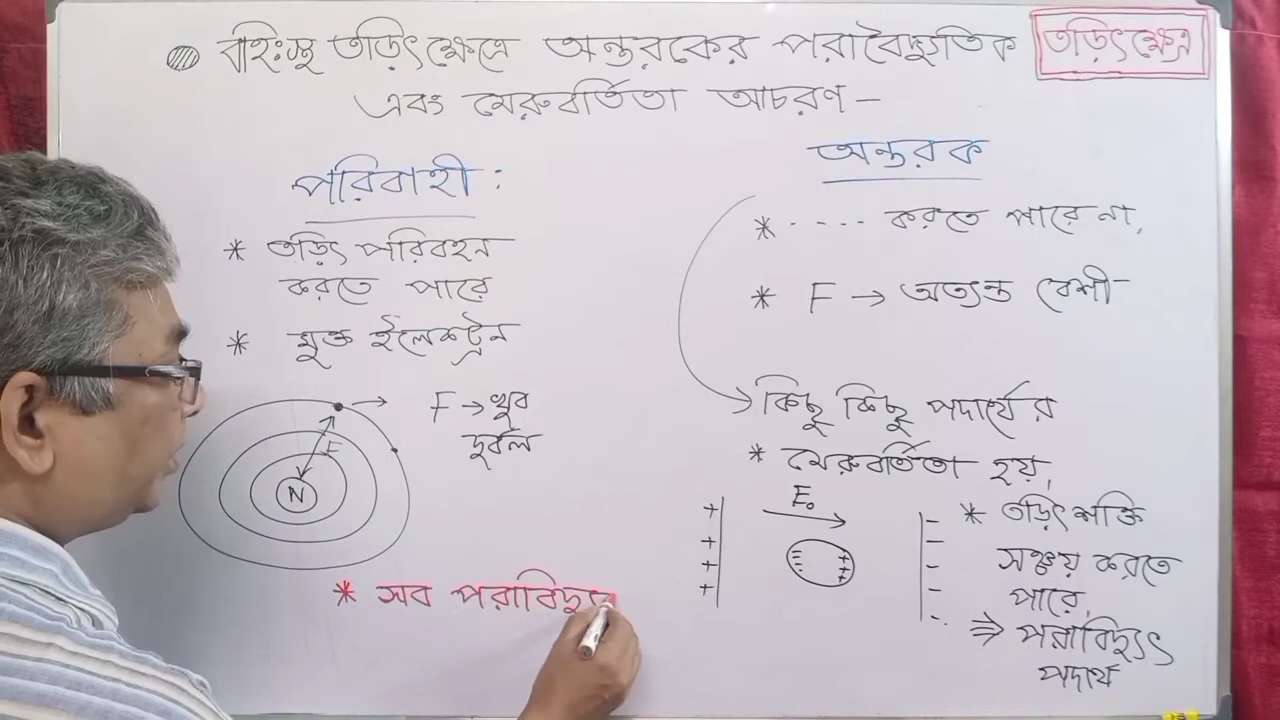 বহিঃস্থ তড়িৎক্ষেত্রে অন্তরকের পরাবৈদ্যুতিক
এবং মেরুবর্তিতা আচরণ –
তড়িৎক্ষেত্র
পরিবাহী :
* তড়িৎ পরিবহন
করতে পারে
* মুক্ত ইলেকট্রন
F → খুব
দুর্বল
F
N
অন্তরক
* ---- করতে পারে না,
* F → অত্যন্ত বেশী
কিছু কিছু পদার্থের
* মেরুবর্তিতা হয়,
E₀
* তড়িৎশক্তি
সঞ্চয় করতে
পারে,
⇒ পরাবিদ্যুৎ
পদার্থ
* সব পরাবিদ্যুৎ